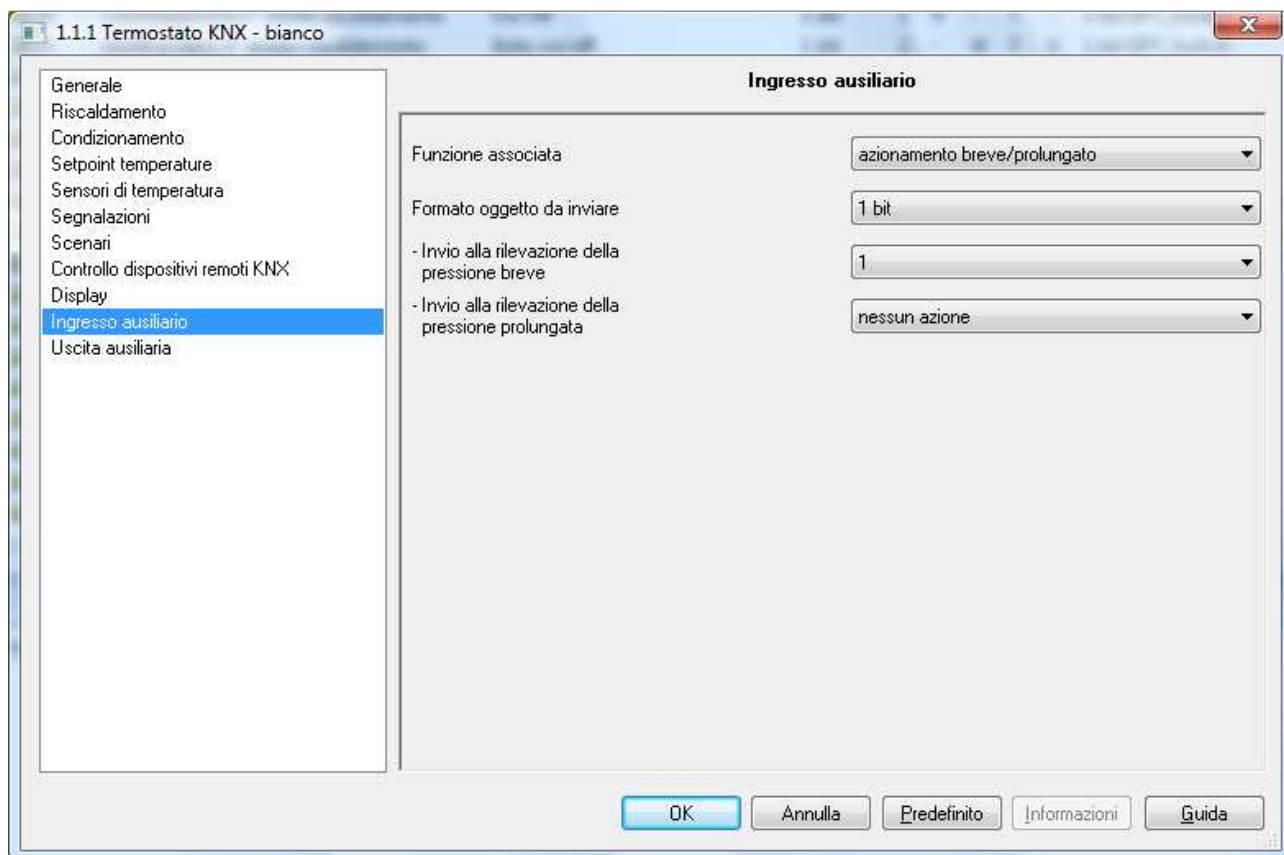 1.1.1 Termostato KNX - bianco
Generale
Riscaldamento
Condizionamento
Setpoint temperature
Sensori di temperatura
Segnalazioni
Scenari
Controllo dispositivi remoti KNX
Display
Ingresso ausiliario
Uscita ausiliaria
Ingresso ausiliario
Funzione associata
azionamento breve/prolungato
Formato oggetto da inviare
1 bit
- Invio alla rilevazione della
pressione breve
1
- Invio alla rilevazione della
pressione prolungata
nessun azione
OK
Annulla
Predefinito
Informazioni
Guida